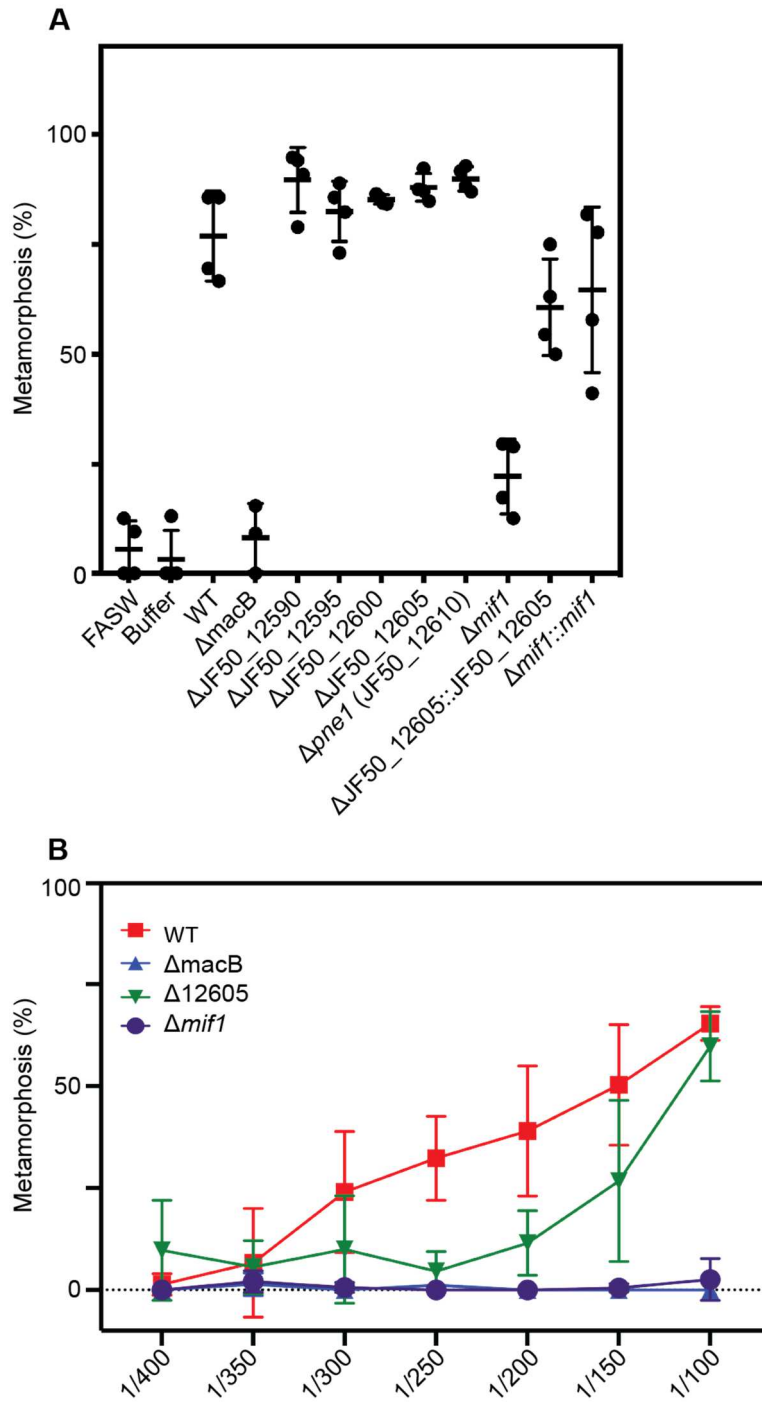 A
Metamorphosis (%)
100
50
0
FASW
Buffer
WT
ΔmacB
ΔJF50_12590
ΔJF50_12595
ΔJF50_12600
ΔJF50_12605
Δpne1 (JF50_12610)
Δmif1
ΔJF50_12605::JF50_12605
Δmif1::mif1
B
Metamorphosis (%)
100
50
0
WT
ΔmacB
Δ12605
Δmif1
1/400
1/350
1/300
1/250
1/200
1/150
1/100